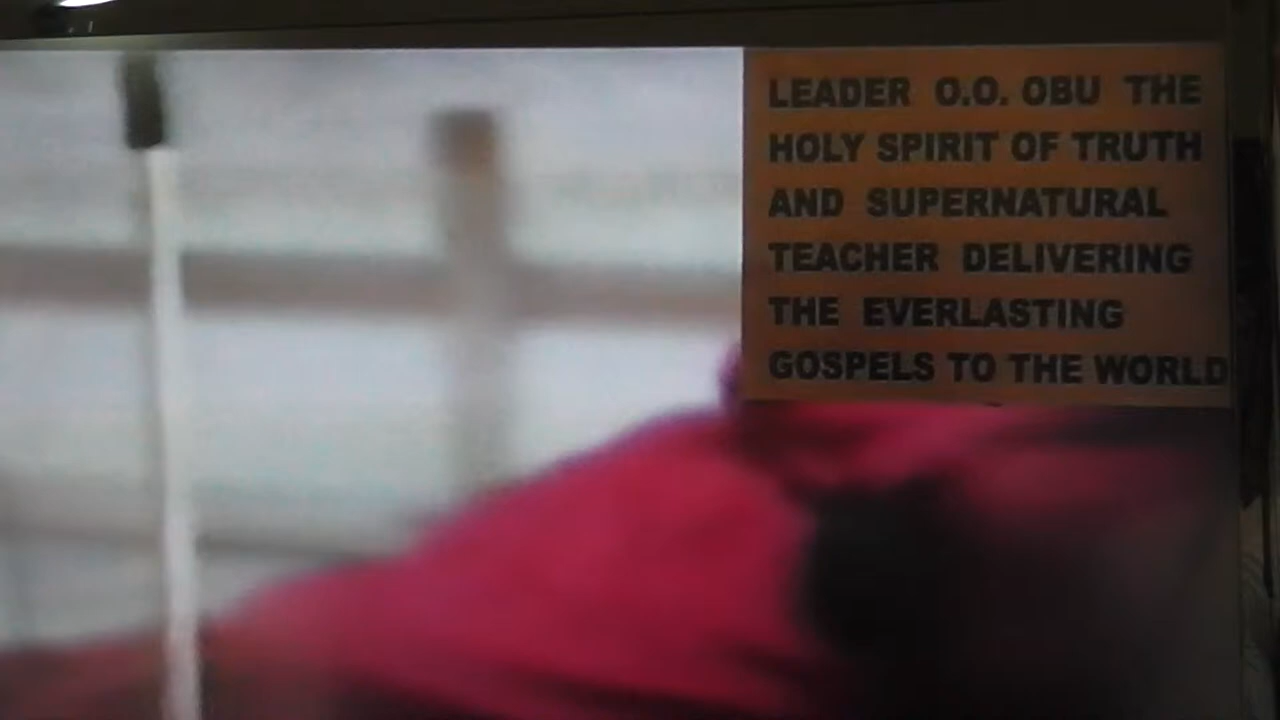 LEADER O.O. OBU THE
HOLY SPIRIT OF TRUTH
AND SUPERNATURAL
TEACHER DELIVERING
THE EVERLASTING
GOSPELS TO THE WORLD